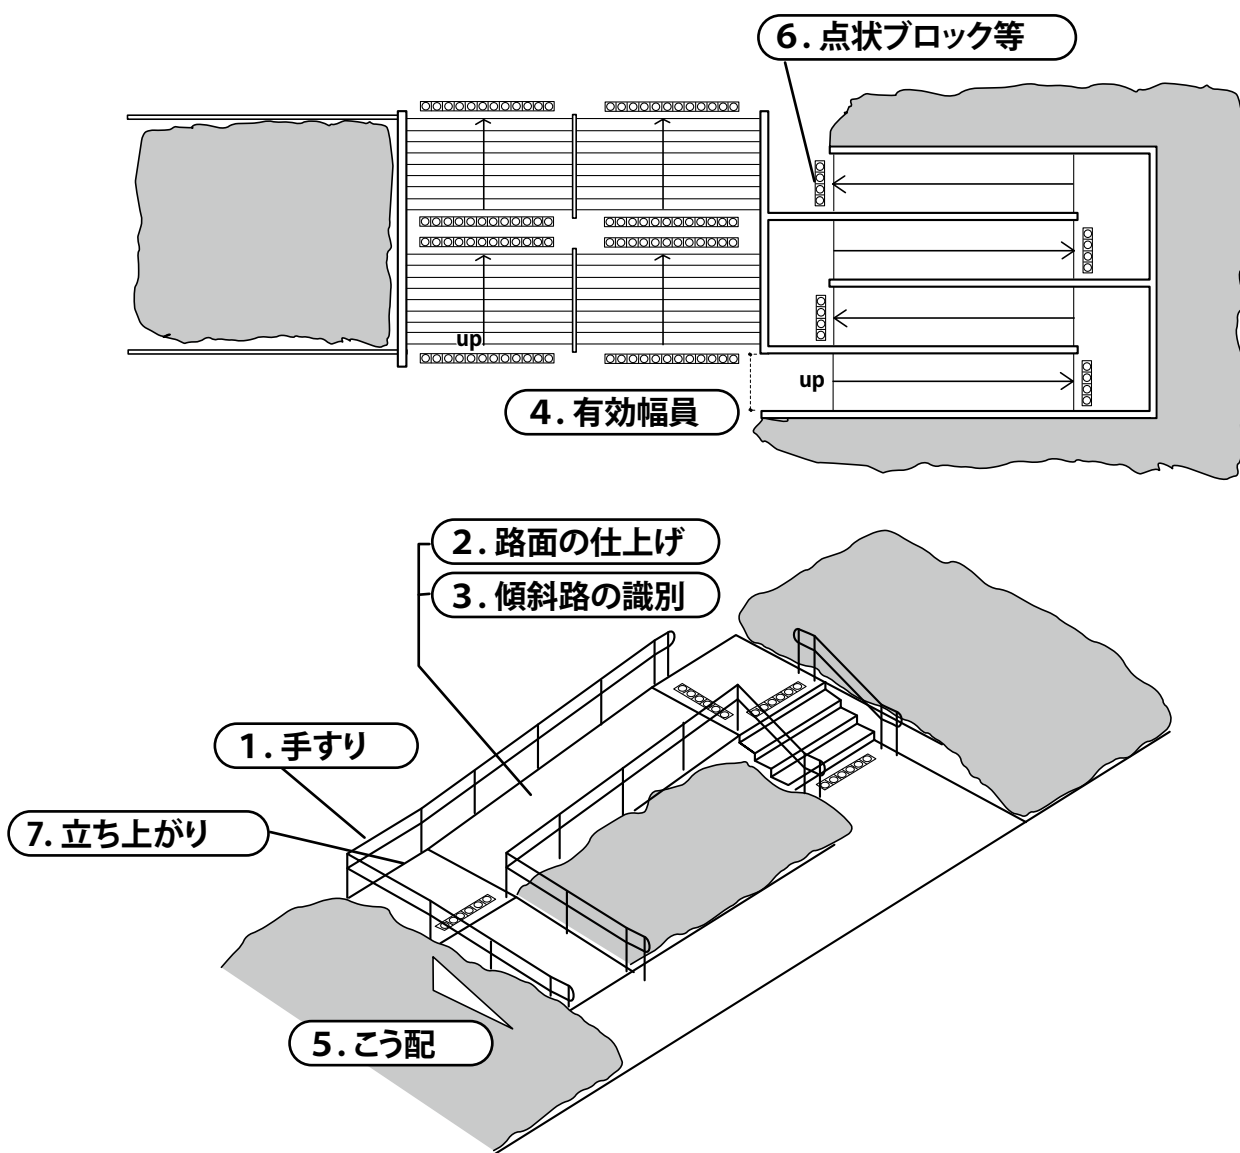 6. 点状ブロック等
up
up
4. 有効幅員
2. 路面の仕上げ
3. 傾斜路の識別
1. 手すり
7. 立ち上がり
5. こう配